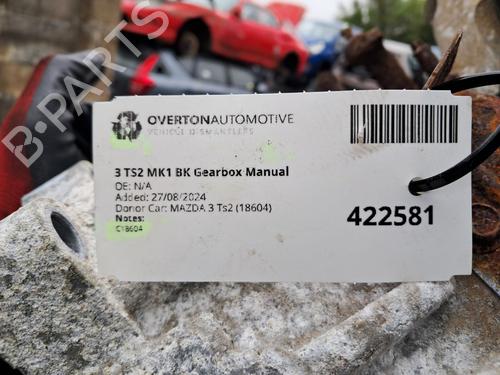 OVERTONAUTOMOTIVE
VEHICLE DISMANTLERS
3 TS2 MK1 BK Gearbox Manual
OE: N/A
Added: 27/08/2024
Donor Car: MAZDA 3 Ts2 (18604)
Notes:
C18604
422581
B-PARTS